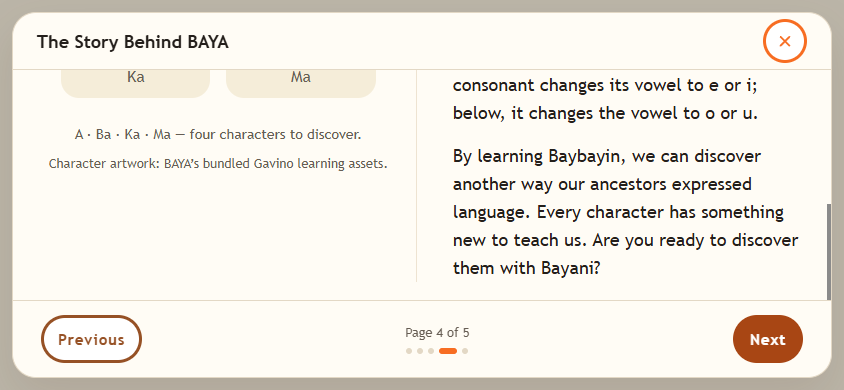 The Story Behind BAYA
Ka
Ma
A · Ba · Ka · Ma — four characters to discover.
Character artwork: BAYA's bundled Gavino learning assets.
consonant changes its vowel to e or i;
below, it changes the vowel to o or u.
By learning Baybayin, we can discover
another way our ancestors expressed
language. Every character has something
new to teach us. Are you ready to discover
them with Bayani?
Previous
Page 4 of 5
Next